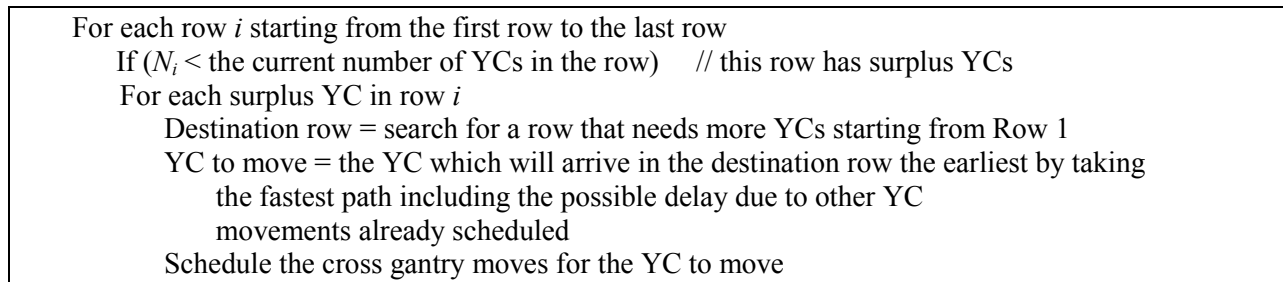 For each row i starting from the first row to the last row
If (Nᵢ < the current number of YCs in the row) // this row has surplus YCs
For each surplus YC in row i
Destination row = search for a row that needs more YCs starting from Row 1
YC to move = the YC which will arrive in the destination row the earliest by taking
the fastest path including the possible delay due to other YC
movements already scheduled
Schedule the cross gantry moves for the YC to move